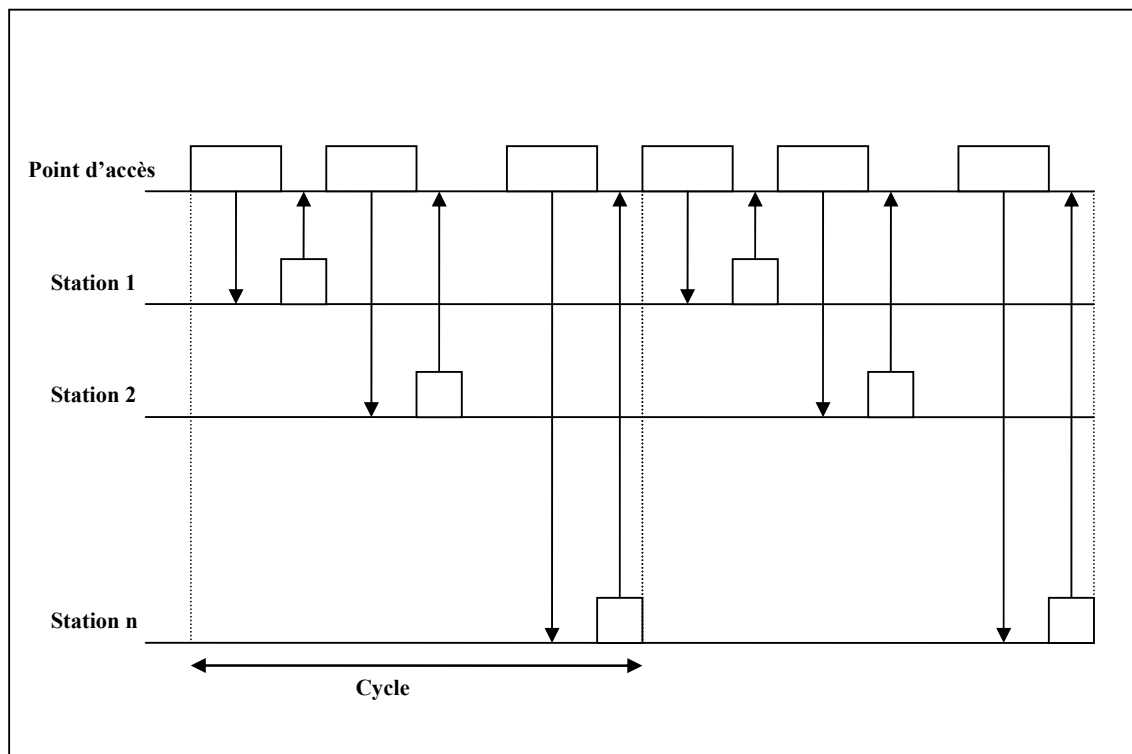 Point d’accès
Station 1
Station 2
Station n
Cycle